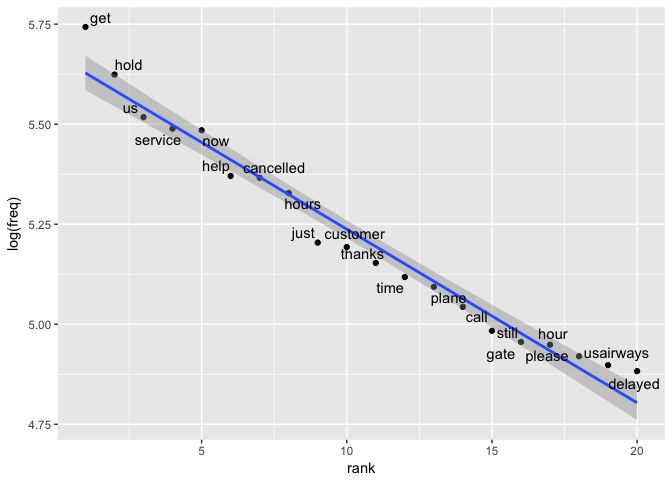 5.75
get
hold
us
5.50
service
now
help
cancelled
hours
5.25
just
customer
thanks
time
log(freq)
plane
5.00
call
still
hour
gate
please
usairways
delayed
4.75
5
10
15
20
rank